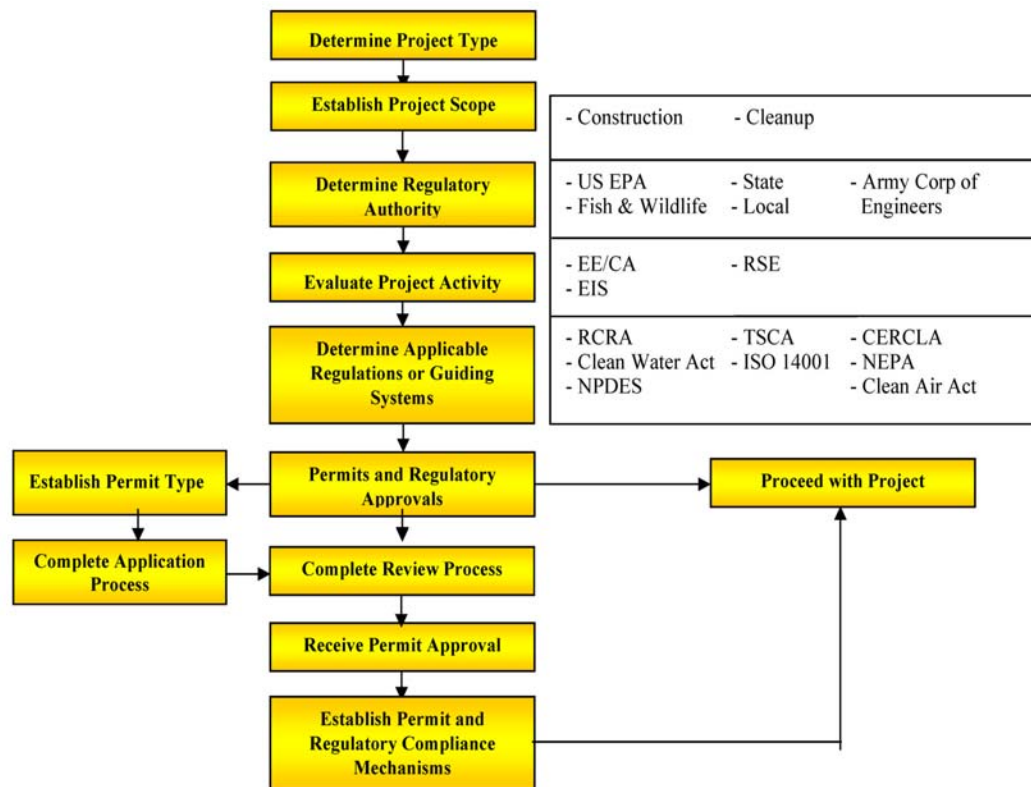 Determine Project Type
Establish Project Scope
- Construction - Cleanup
Determine Regulatory
Authority
- US EPA - State - Army Corp of
- Fish & Wildlife - Local Engineers
Evaluate Project Activity
- EE/CA - RSE
- EIS
Determine Applicable
Regulations or Guiding
Systems
- RCRA - TSCA - CERCLA
- Clean Water Act - ISO 14001 - NEPA
- NPDES - Clean Air Act
Establish Permit Type
Permits and Regulatory
Approvals
Proceed with Project
Complete Application
Process
Complete Review Process
Receive Permit Approval
Establish Permit and
Regulatory Compliance
Mechanisms